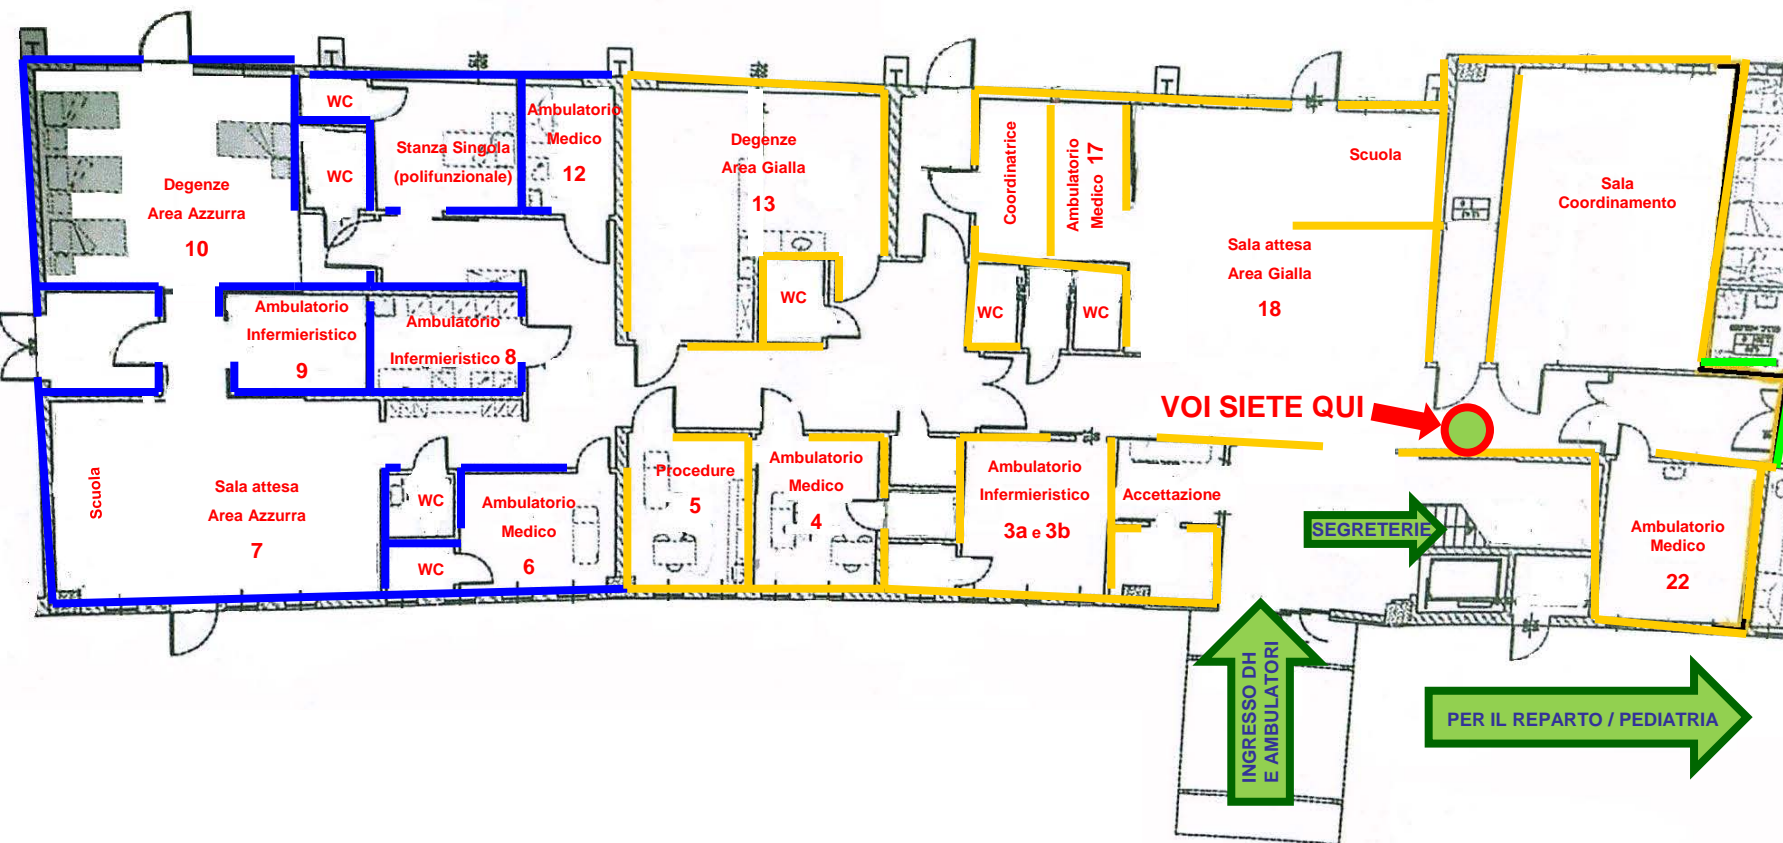 WC
WC
Stanza Singola
(polifunzionale)
Ambulatorio
Medico
12
Degenze
Area Azzurra
10
Degenze
Area Gialla
13
WC
Coordinatrice
Ambulatorio
Medico 17
Scuola
Sala
Coordinamento
Sala attesa
Area Gialla
18
WC
WC
Ambulatorio
Infermieristico
9
Ambulatorio
Infermieristico 8
VOI SIETE QUI
Scuola
Sala attesa
Area Azzurra
7
WC
WC
Ambulatorio
Medico
6
Procedure
5
Ambulatorio
Medico
4
Ambulatorio
Infermieristico
3a e 3b
Accettazione
SEGRETERIE
Ambulatorio
Medico
22
INGRESSO DH
E AMBULATORI
PER IL REPARTO / PEDIATRIA